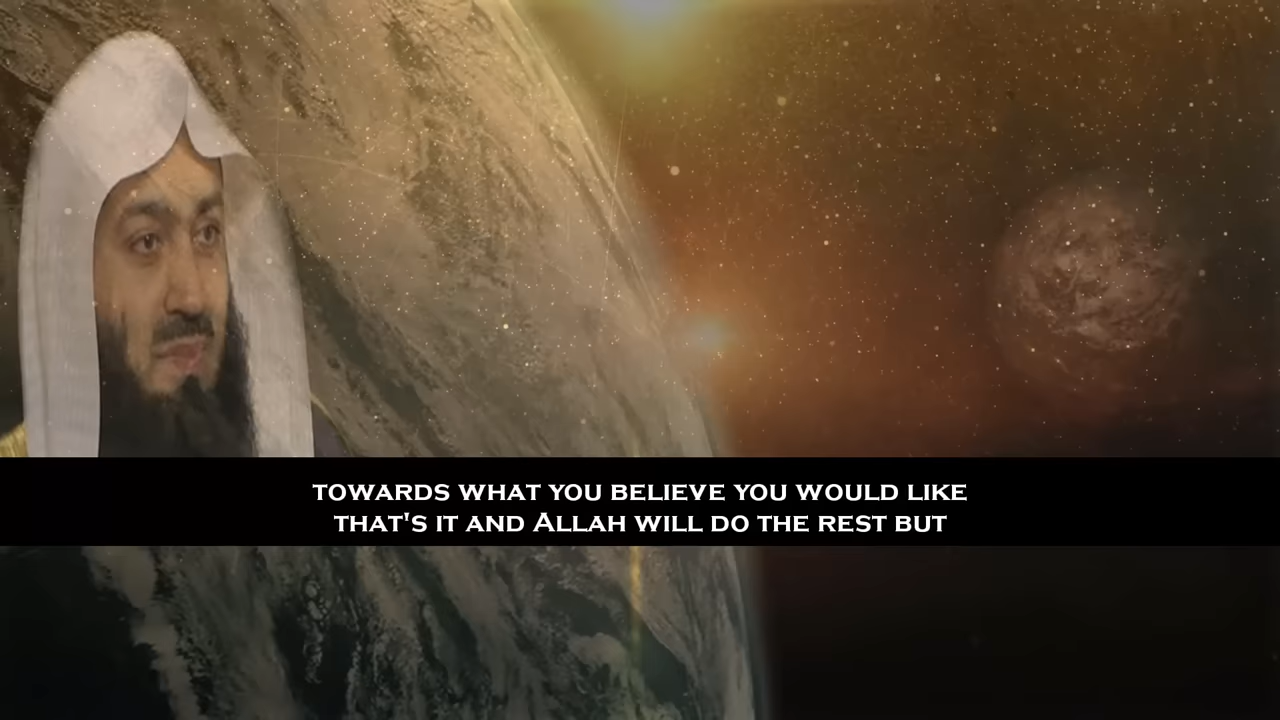 TOWARDS WHAT YOU BELIEVE YOU WOULD LIKE
THAT'S IT AND ALLAH WILL DO THE REST BUT